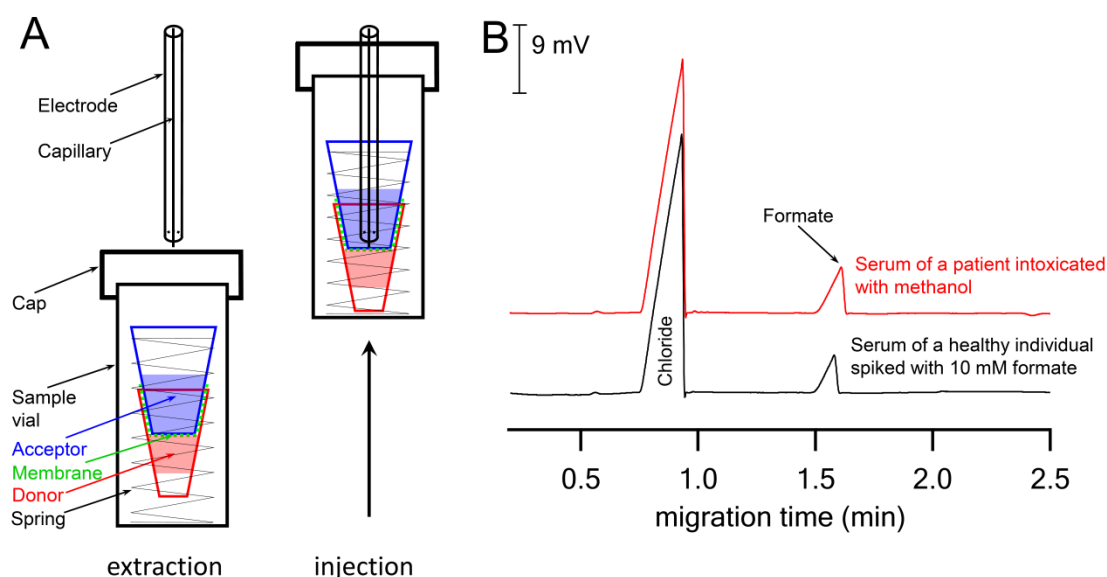 A
Electrode
Capillary
Cap
Sample
vial
Acceptor
Membrane
Donor
Spring
extraction
injection
B
9 mV
Chloride
Formate
Serum of a patient intoxicated
with methanol
Serum of a healthy individual
spiked with 10 mM formate
0.5 1.0 1.5 2.0 2.5
migration time (min)